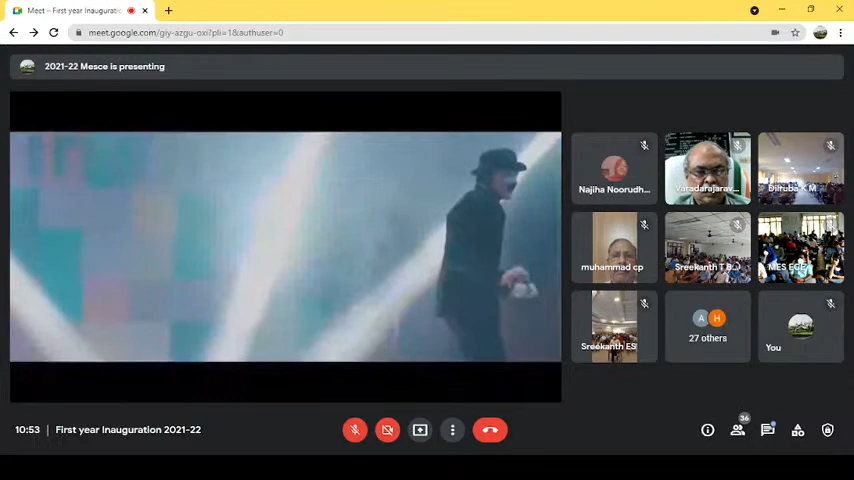 Meet – First year Inauguratio
meet.google.com/giy-azgu-oxi?pli=1&authuser=0
2021-22 Mesce is presenting
Najiha Noorudh...
Varadarajarav...
Dilruba K M
muhammad cp
Sreekanth T B...
MES ECE
Sreekanth ES
A H
27 others
You
10:53 | First year Inauguration 2021-22
36